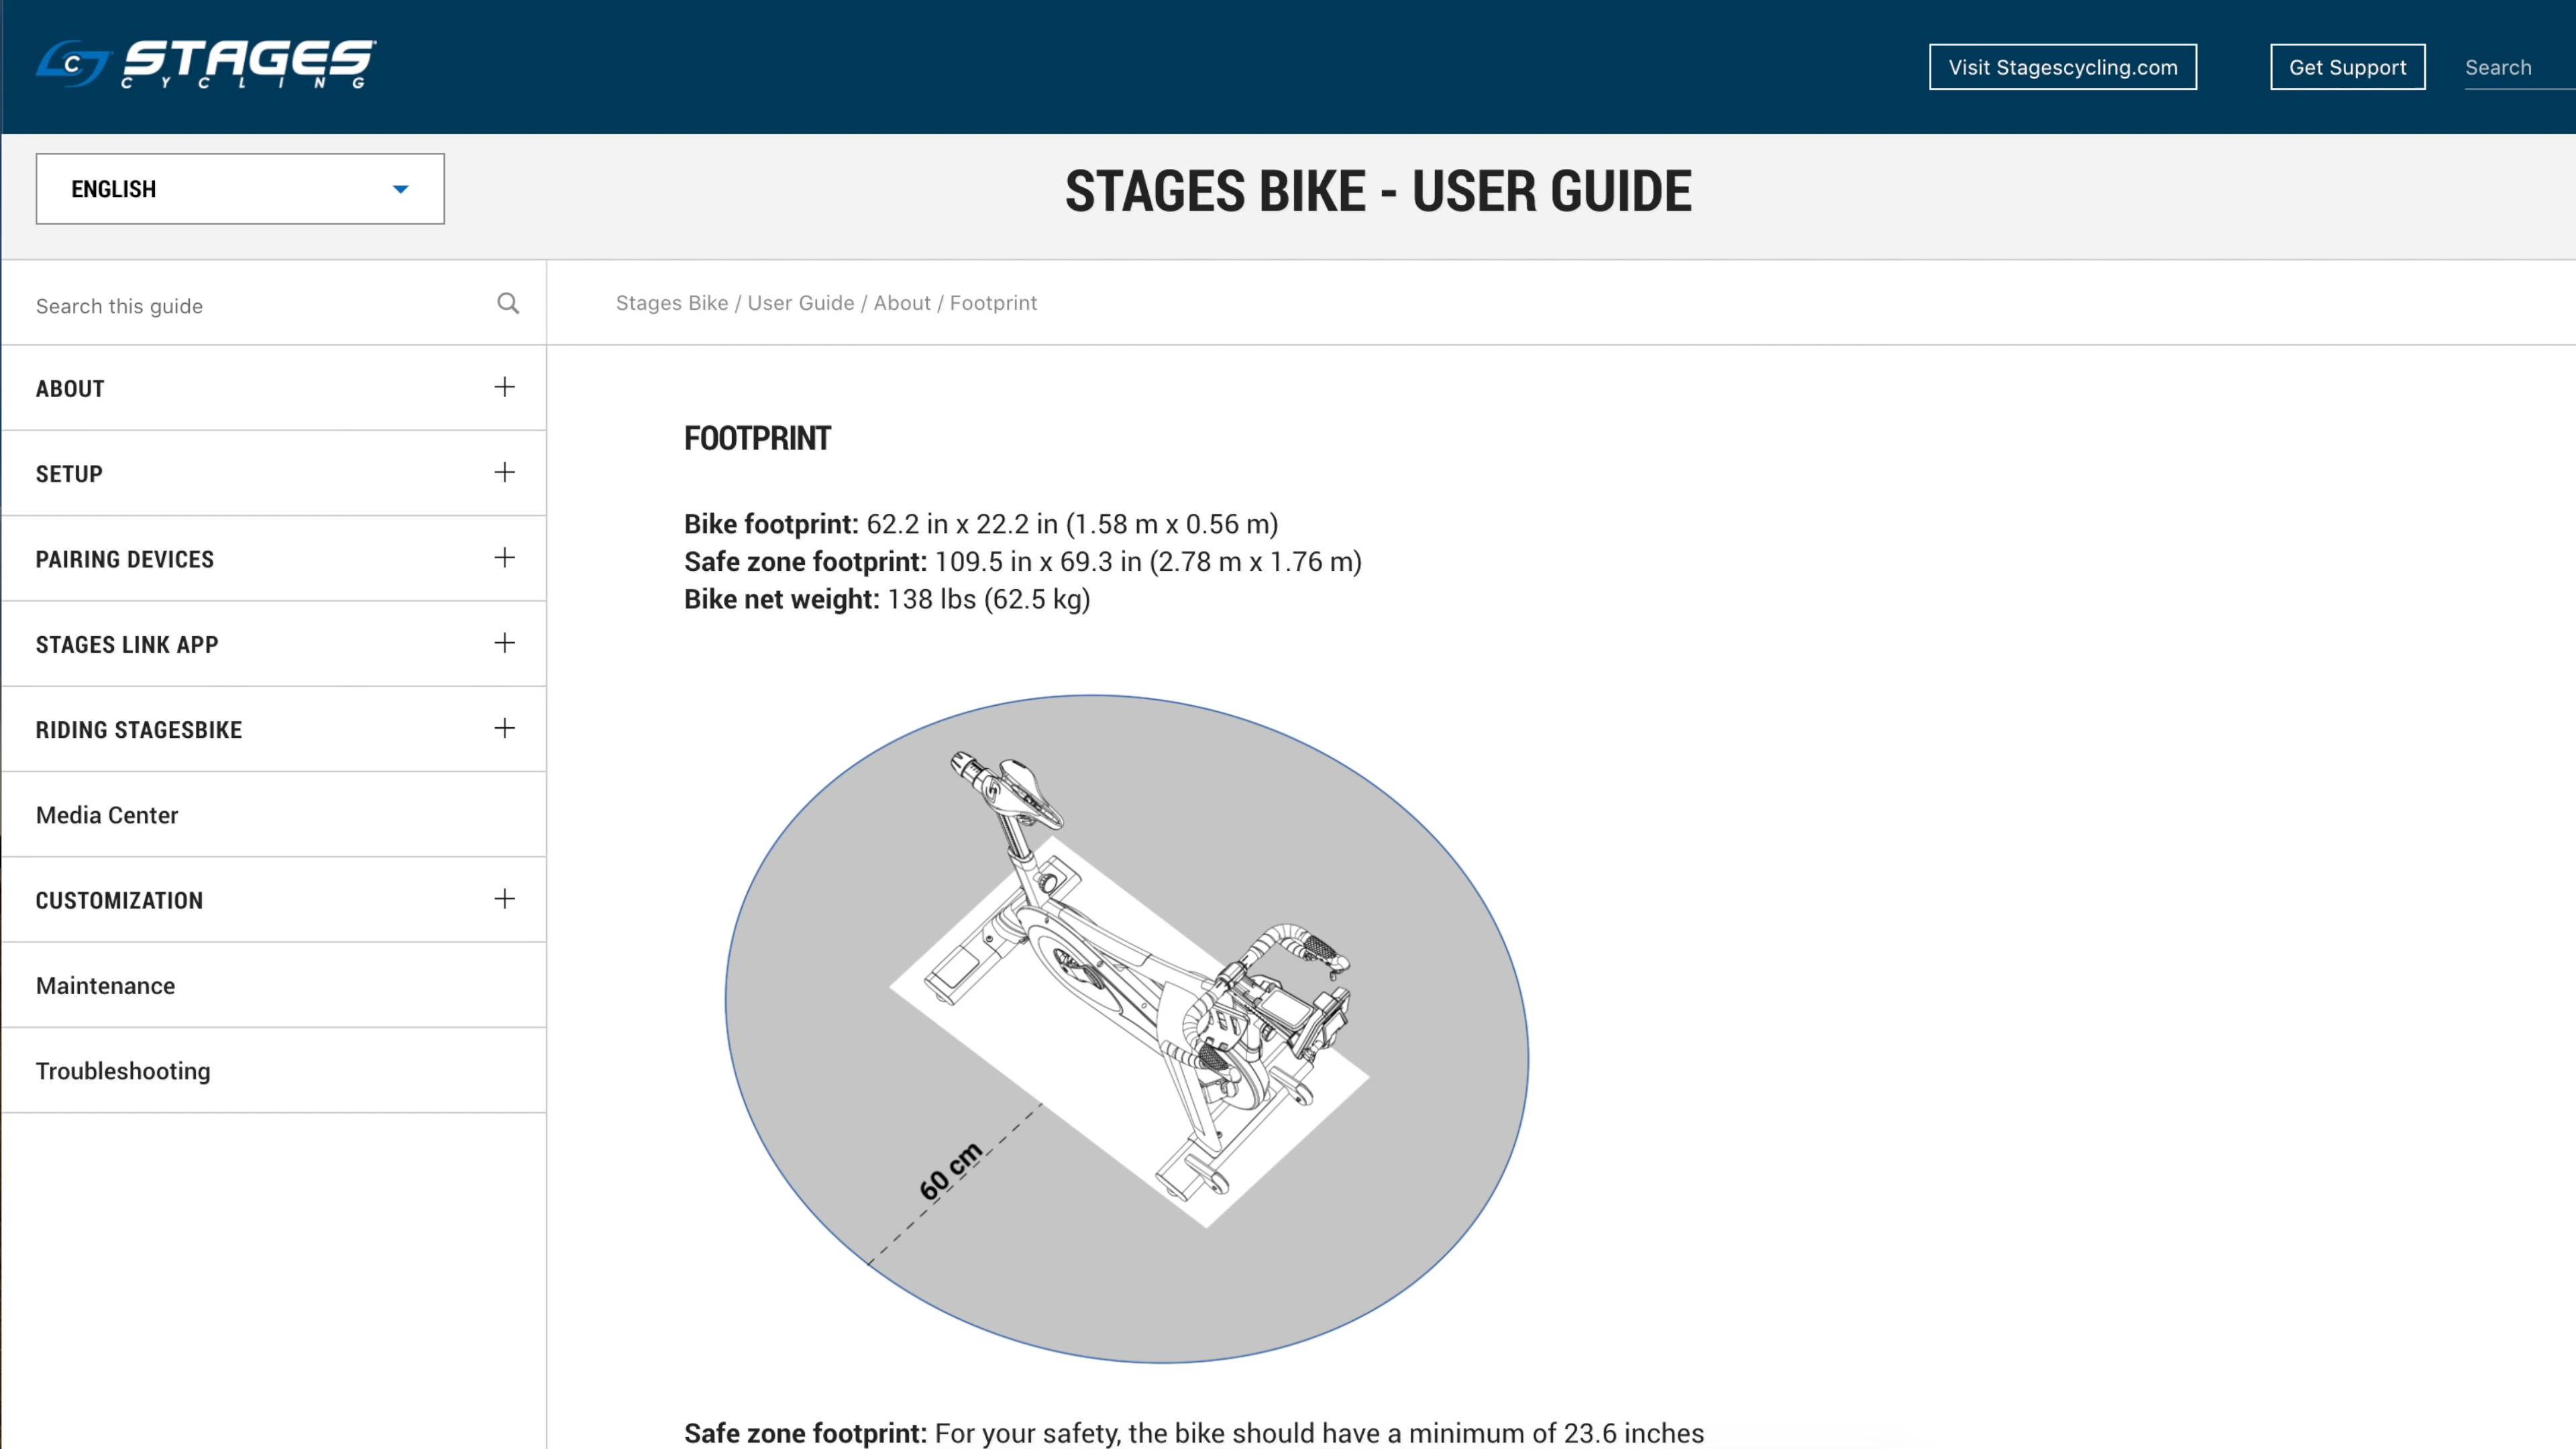 STAGES
CYCLING
Visit Stagescycling.com
Get Support
Search
ENGLISH
STAGES BIKE - USER GUIDE
Search this guide
Stages Bike / User Guide / About / Footprint
ABOUT
SETUP
PAIRING DEVICES
STAGES LINK APP
RIDING STAGESBIKE
Media Center
CUSTOMIZATION
Maintenance
Troubleshooting
FOOTPRINT
Bike footprint: 62.2 in x 22.2 in (1.58 m x 0.56 m)
Safe zone footprint: 109.5 in x 69.3 in (2.78 m x 1.76 m)
Bike net weight: 138 lbs (62.5 kg)
60 cm
Safe zone footprint: For your safety, the bike should have a minimum of 23.6 inches